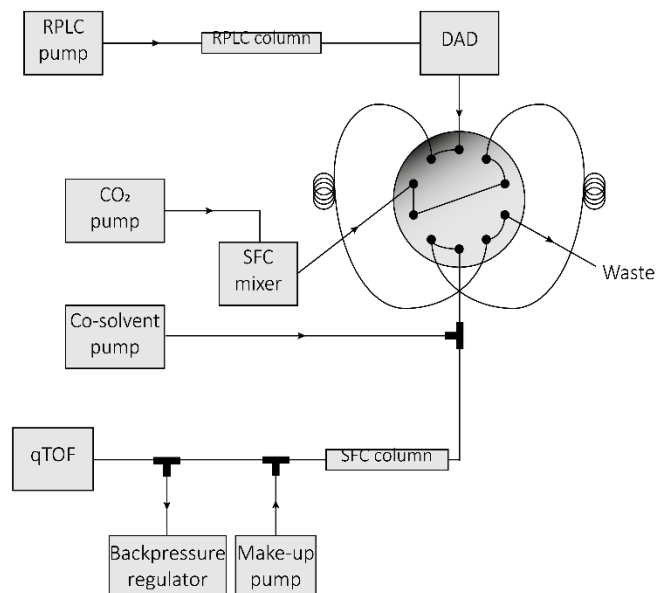 RPLC
pump
RPLC column
DAD
CO₂
pump
SFC
mixer
Waste
Co-solvent
pump
qTOF
SFC column
Backpressure
regulator
Make-up
pump